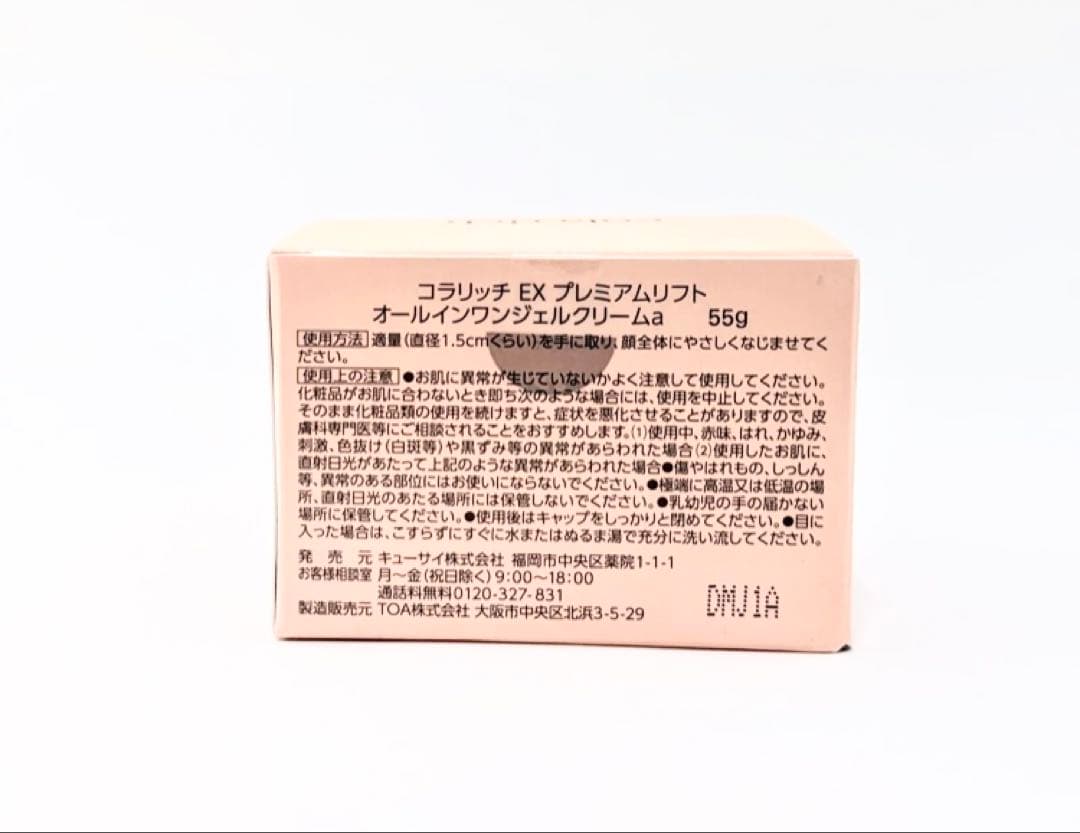 コラリッチ EX プレミアムリフト
オールインワンジェルクリームa 55g
使用方法 適量(直径1.5cmくらい)を手に取り、顔全体にやさしくなじませてく
ださい。
使用上の注意 ●お肌に異常が生じていないかよく注意して使用してください。
化粧品がお肌に合わないとき即ち次のような場合には、使用を中止してください。
そのまま化粧品類の使用を続けますと、症状を悪化させることがありますので、皮
膚科専門医等にご相談されることをおすすめします。(1)使用中、赤味、はれ、かゆみ、
刺激、色抜け(白斑等)や黒ずみ等の異常があらわれた場合(2)使用したお肌に、
直射日光があたって上記のような異常があらわれた場合●傷やはれもの、しっしん
等、異常のある部位にはお使いにならないでください。●極端に高温又は低温の場
所、直射日光のあたる場所には保管しないでください。●乳幼児の手の届かない
場所に保管してください。●使用後はキャップをしっかりと閉めてください。●目に
入った場合は、こすらずにすぐに水またはぬるま湯で充分に洗い流してください。
発売元 キューサイ株式会社 福岡市中央区薬院1-1-1
お客様相談室 月〜金(祝日除く)9:00〜18:00
通話料無料0120-327-831
製造販売元 TOA株式会社 大阪市中央区北浜3-5-29
DMJ1A